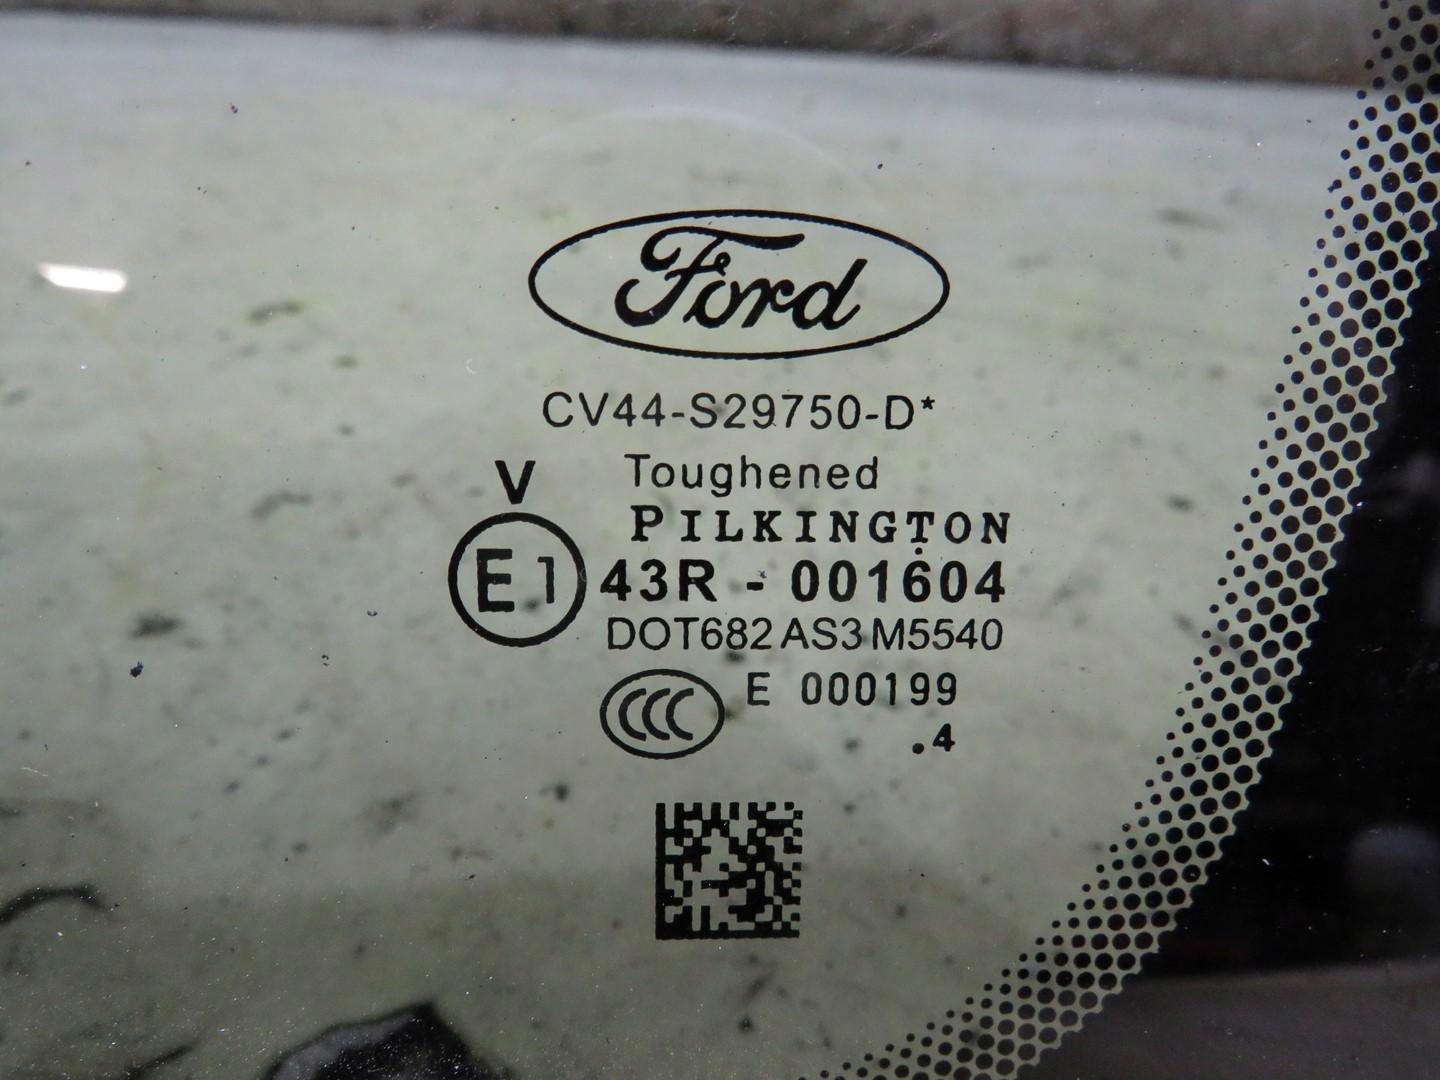 Ford
CV44-S29750-D*
V
Toughened
PILKINGTON
E1
43R - 001604
DOT682 AS3 M5540
CCC
E 000199
.4